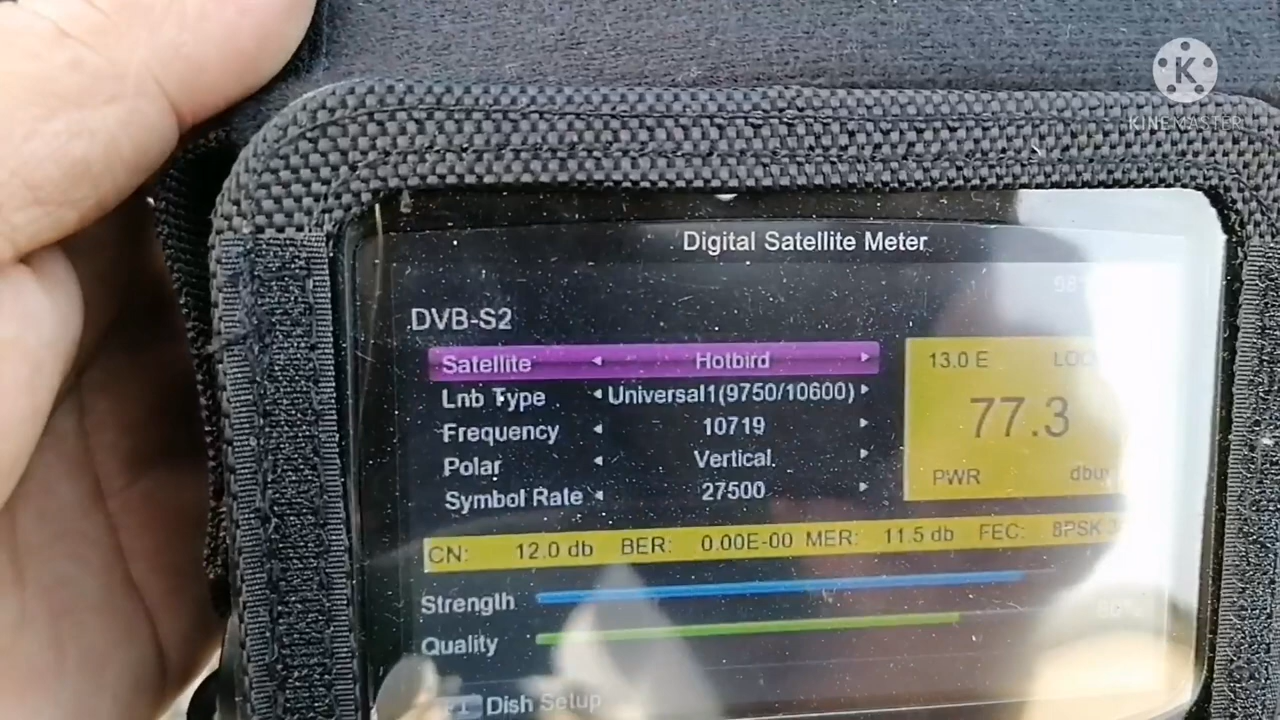 K
KINEMASTER
Digital Satellite Meter
DVB-S2
Satellite Hotbird
Lnb Type Universal1(9750/10600)
Frequency 10719
Polar Vertical
Symbol Rate 27500
13.0 E
77.3
PWR
CN: 12.0 db BER: 0.00E-00 MER: 11.5 db FEC: 8PSK
Strength
Quality
Dish Setup